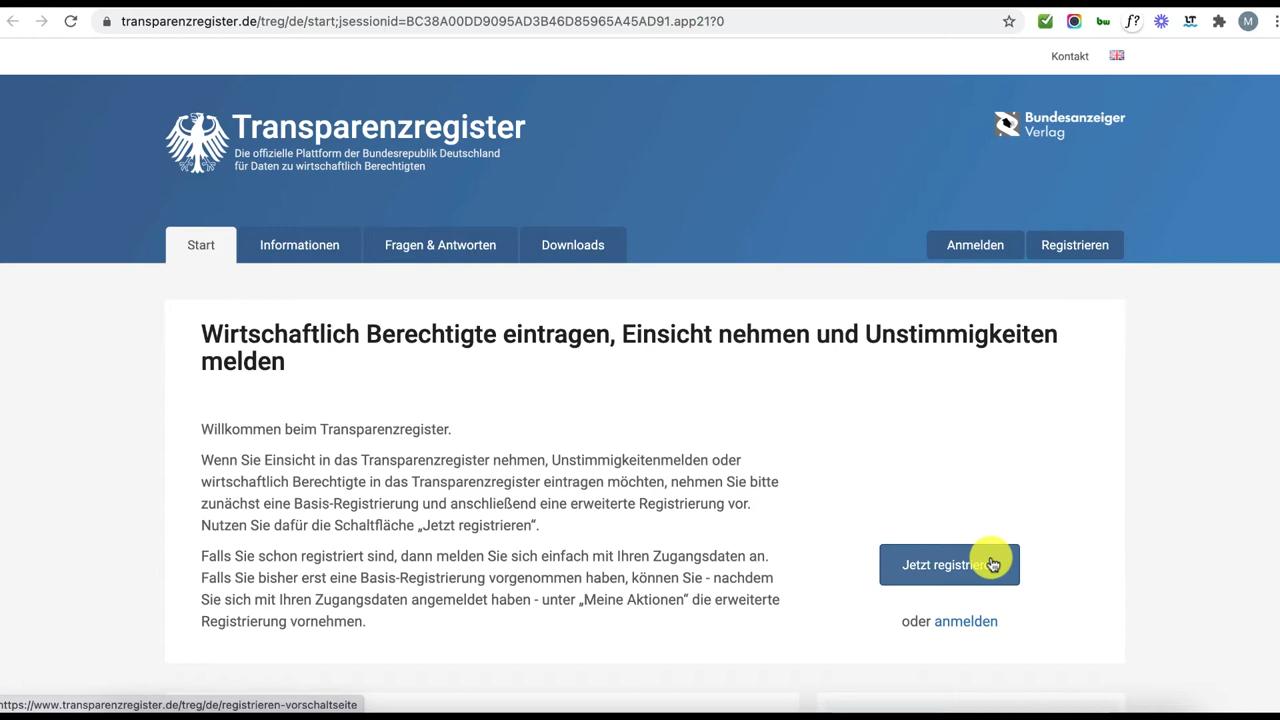 transparenzregister.de/treg/de/start;jsessionid=BC38A00DD9095AD3B46D85965A45AD91.app21?0
bw
f?
LT
M
Kontakt
Transparenzregister
Die offizielle Plattform der Bundesrepublik Deutschland
für Daten zu wirtschaftlich Berechtigten
Bundesanzeiger
Verlag
Start
Informationen
Fragen & Antworten
Downloads
Anmelden
Registrieren
Wirtschaftlich Berechtigte eintragen, Einsicht nehmen und Unstimmigkeiten
melden
Willkommen beim Transparenzregister.
Wenn Sie Einsicht in das Transparenzregister nehmen, Unstimmigkeitenmelden oder
wirtschaftlich Berechtigte in das Transparenzregister eintragen möchten, nehmen Sie bitte
zunächst eine Basis-Registrierung und anschließend eine erweiterte Registrierung vor.
Nutzen Sie dafür die Schaltfläche „Jetzt registrieren“.
Falls Sie schon registriert sind, dann melden Sie sich einfach mit Ihren Zugangsdaten an.
Falls Sie bisher erst eine Basis-Registrierung vorgenommen haben, können Sie - nachdem
Sie sich mit Ihren Zugangsdaten angemeldet haben - unter „Meine Aktionen“ die erweiterte
Registrierung vornehmen.
Jetzt registrieren
oder anmelden
https://www.transparenzregister.de/treg/de/registrieren-vorschaltseite